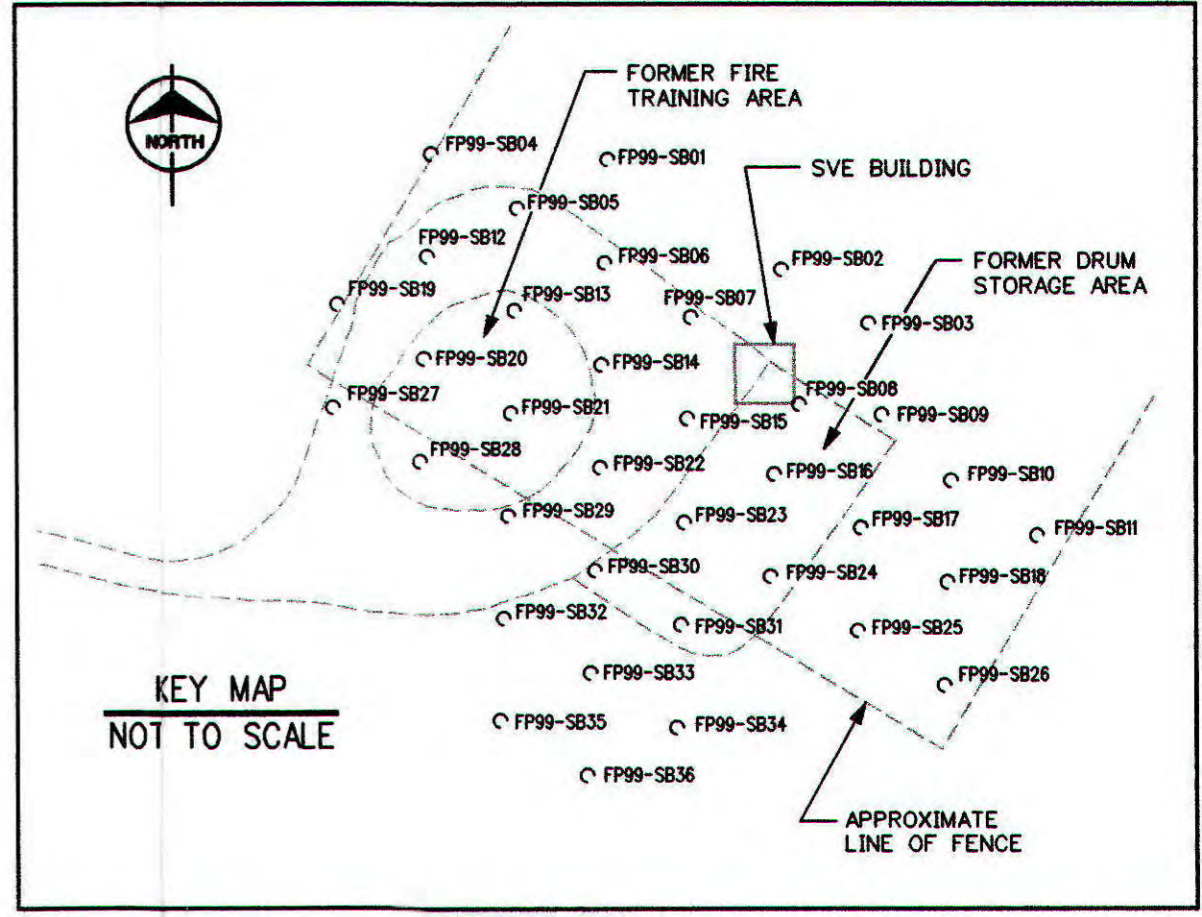 FORMER FIRE
TRAINING AREA
NORTH
FP99-SB04
FP99-SB01
SVE BUILDING
FP99-SB05
FP99-SB12
FP99-SB06
FP99-SB02
FORMER DRUM
STORAGE AREA
FP99-SB19
FP99-SB13
FP99-SB07
FP99-SB03
FP99-SB20
FP99-SB14
FP99-SB27
FP99-SB08
FP99-SB21
FP99-SB15
FP99-SB09
FP99-SB28
FP99-SB22
FP99-SB16
FP99-SB10
FP99-SB29
FP99-SB23
FP99-SB17
FP99-SB11
FP99-SB30
FP99-SB24
FP99-SB18
FP99-SB32
FP99-SB31
FP99-SB25
FP99-SB33
FP99-SB26
KEY MAP
NOT TO SCALE
FP99-SB35
FP99-SB34
FP99-SB36
APPROXIMATE
LINE OF FENCE